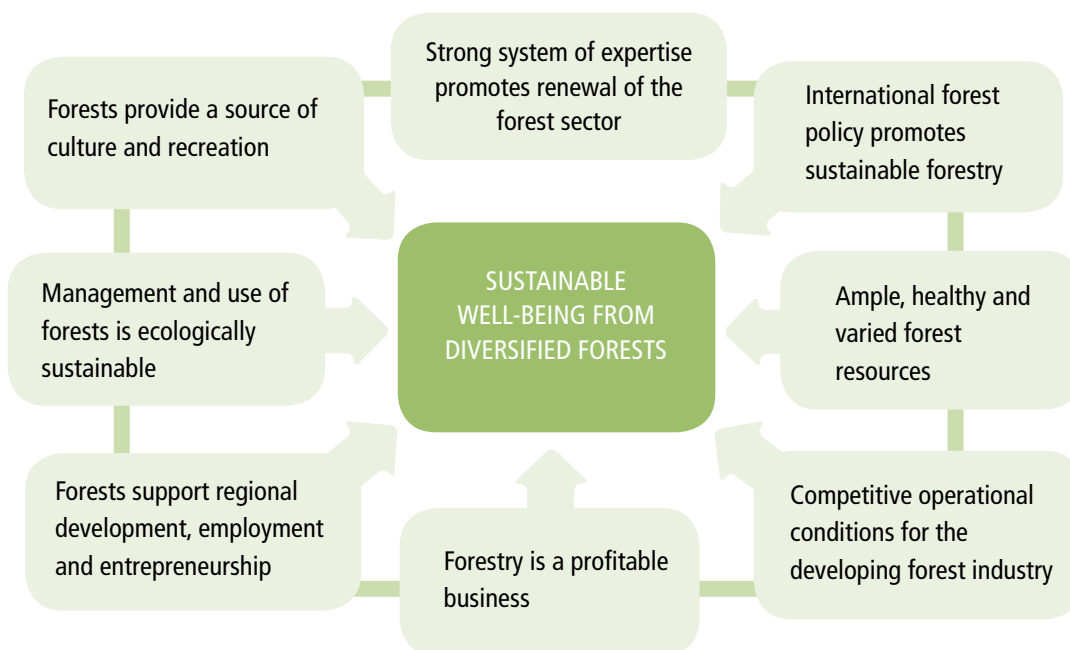 Strong system of expertise
promotes renewal of the
forest sector
Forests provide a source of
culture and recreation
International forest
policy promotes
sustainable forestry
SUSTAINABLE
WELL-BEING FROM
DIVERSIFIED FORESTS
Management and use of
forests is ecologically
sustainable
Ample, healthy and
varied forest
resources
Forests support regional
development, employment
and entrepreneurship
Forestry is a profitable
business
Competitive operational
conditions for the
developing forest industry